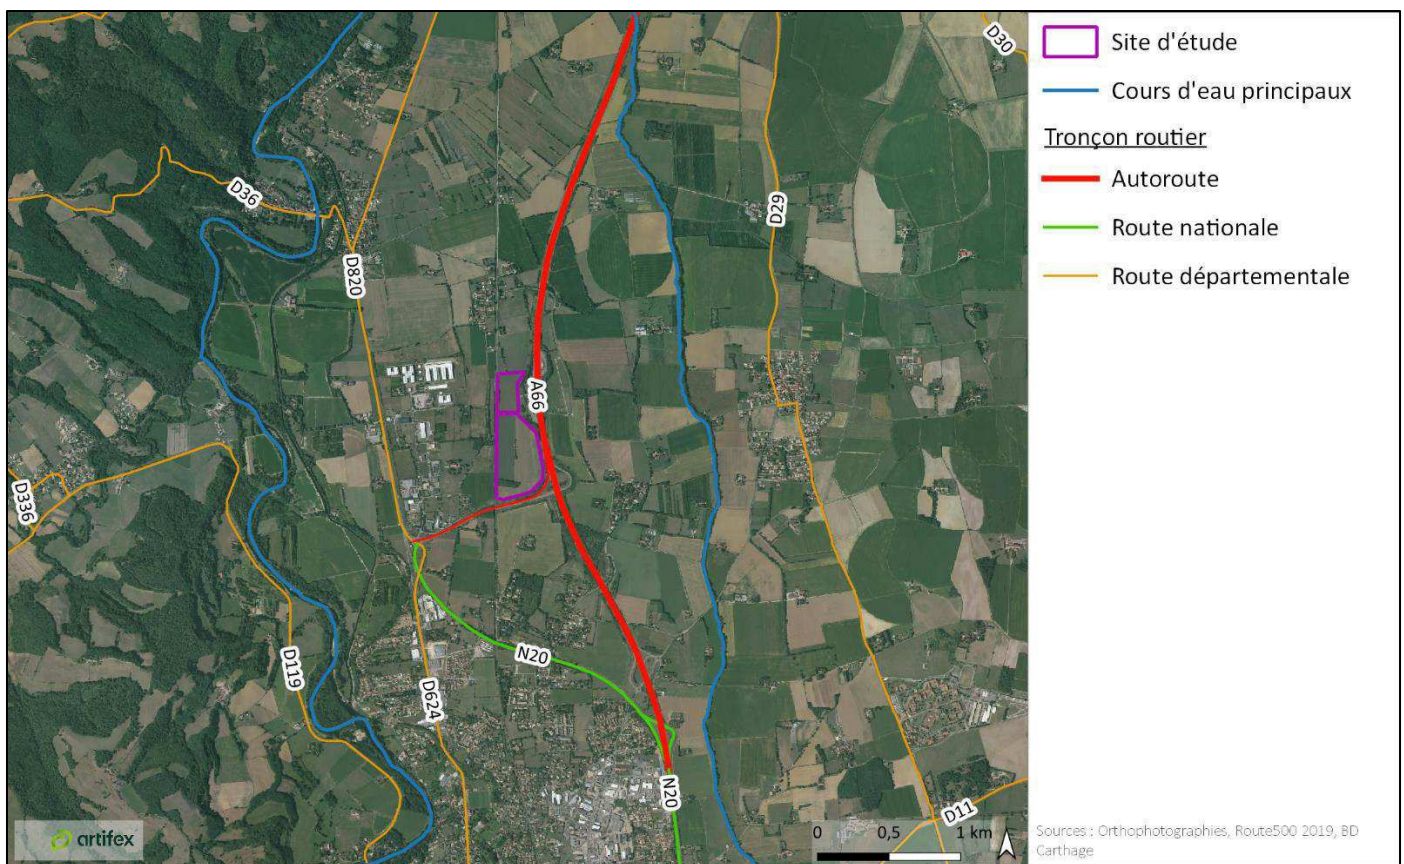 Site d'étude
Cours d'eau principaux
Tronçon routier
Autoroute
Route nationale
Route départementale
D30
D36
D29
D820
A66
D336
D119
N20
D624
N20
D11
artifex
0 0,5 1 km
Sources : Orthophotographies, Route500 2019, BD
Carthage